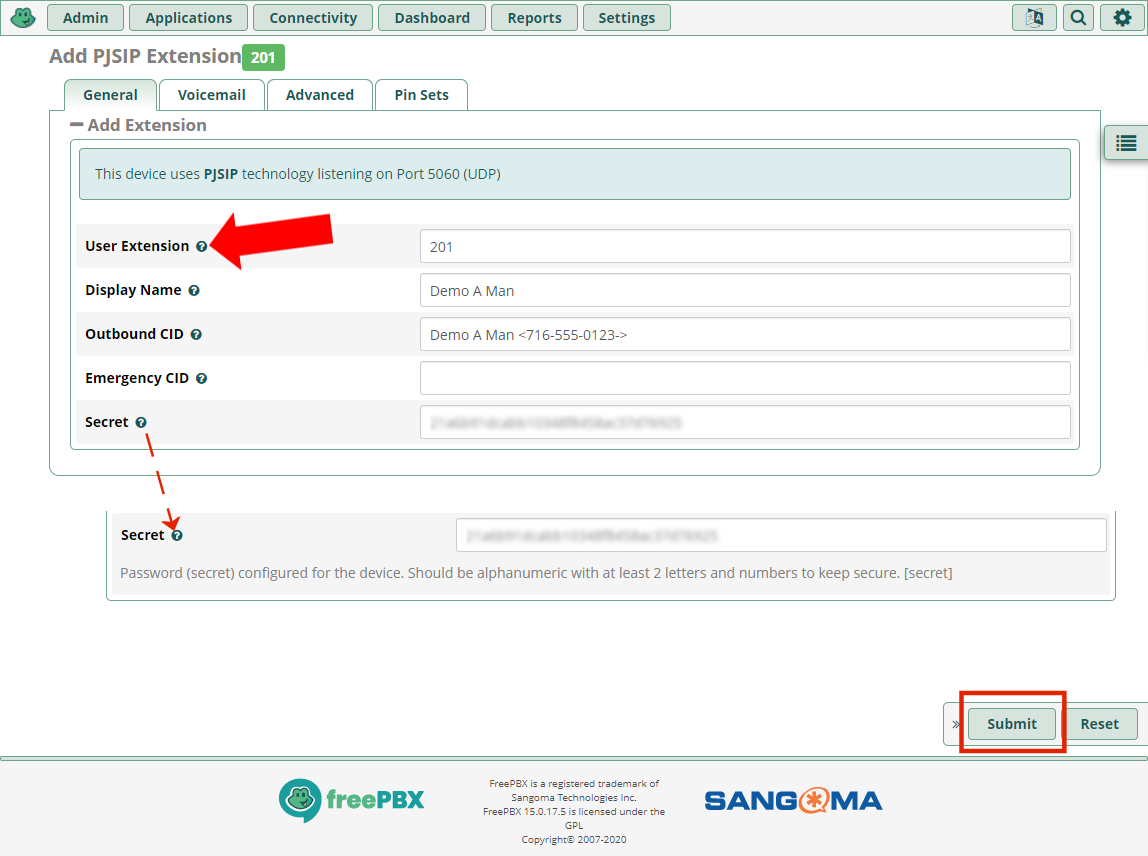 Admin Applications Connectivity Dashboard Reports Settings
Add PJSIP Extension 201
General Voicemail Advanced Pin Sets
Add Extension
This device uses PJSIP technology listening on Port 5060 (UDP)
User Extension 201
Display Name Demo A Man
Outbound CID Demo A Man <716-555-0123->
Emergency CID
Secret
Secret
Password (secret) configured for the device. Should be alphanumeric with at least 2 letters and numbers to keep secure. [secret]
» Submit Reset
freePBX
FreePBX is a registered trademark of
Sangoma Technologies Inc.
FreePBX 15.0.17.5 is licensed under the
GPL
Copyright© 2007-2020
SANGOMA